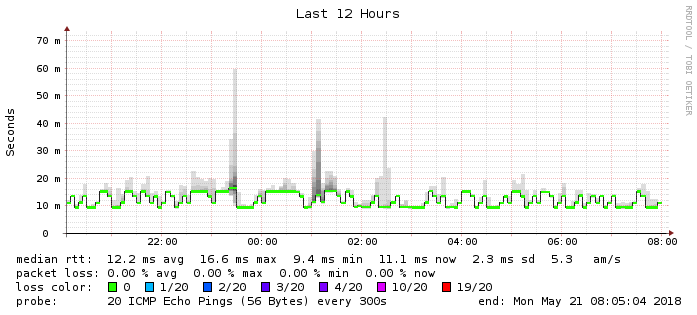 Last 12 Hours
RRDTOOL / TOBI OETIKER
Seconds
70 m
60 m
50 m
40 m
30 m
20 m
10 m
0
22:00 00:00 02:00 04:00 06:00 08:00
median rtt: 12.2 ms avg 16.6 ms max 9.4 ms min 11.1 ms now 2.3 ms sd 5.3 am/s
packet loss: 0.00 % avg 0.00 % max 0.00 % min 0.00 % now
loss color: 0 1/20 2/20 3/20 4/20 10/20 19/20
probe: 20 ICMP Echo Pings (56 Bytes) every 300s end: Mon May 21 08:05:04 2018